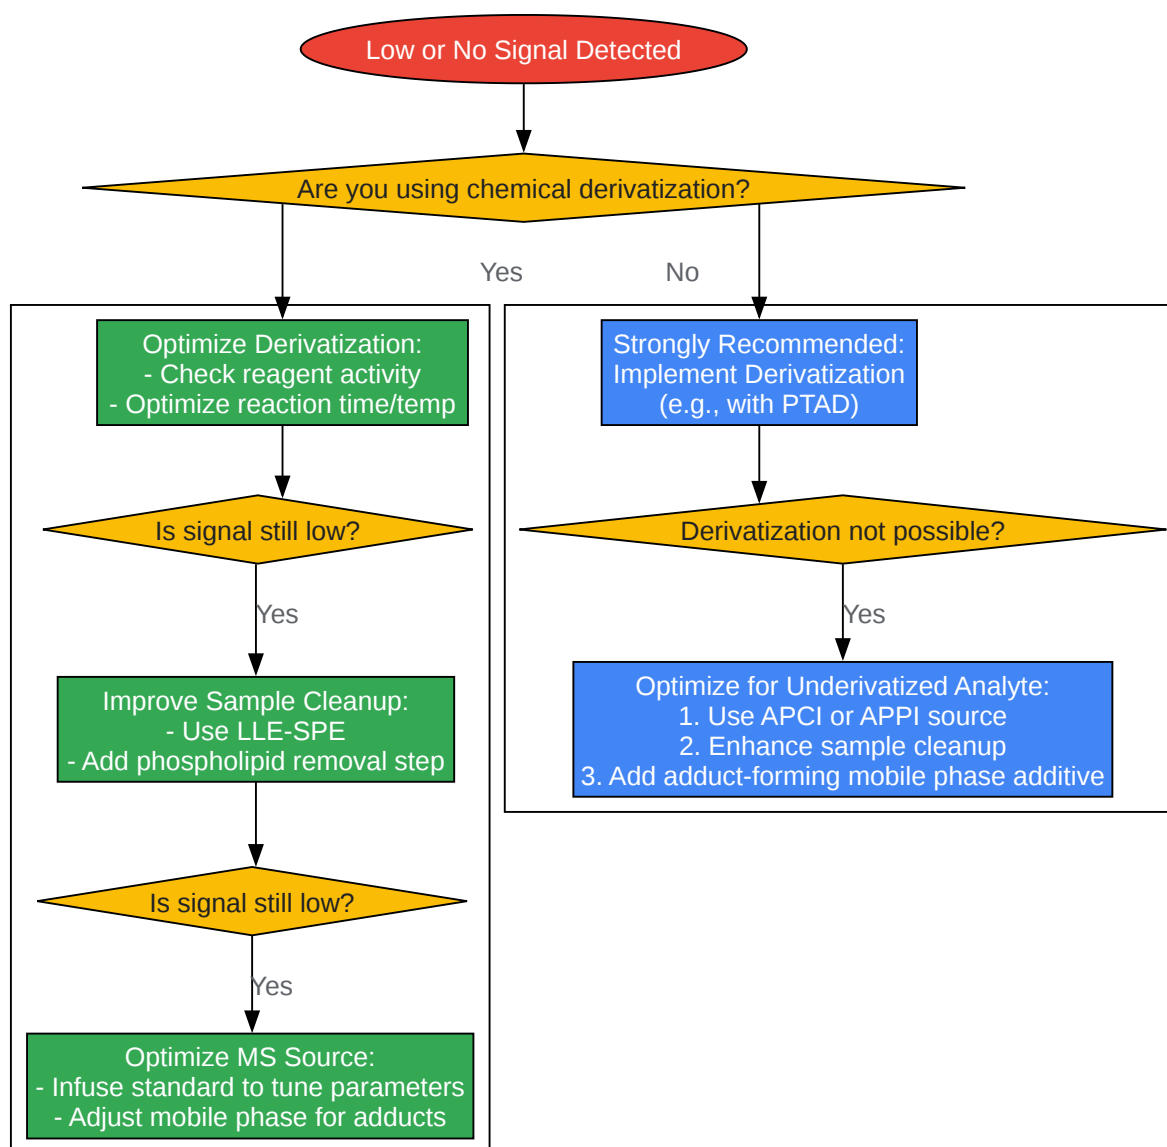 Low or No Signal Detected
Are you using chemical derivatization?
Yes
No
Optimize Derivatization:
- Check reagent activity
- Optimize reaction time/temp
Is signal still low?
Yes
Improve Sample Cleanup:
- Use LLE-SPE
- Add phospholipid removal step
Is signal still low?
Yes
Optimize MS Source:
- Infuse standard to tune parameters
- Adjust mobile phase for adducts
Strongly Recommended:
Implement Derivatization
(e.g., with PTAD)
Derivatization not possible?
Yes
Optimize for Underivatized Analyte:
1. Use APCI or APPI source
2. Enhance sample cleanup
3. Add adduct-forming mobile phase additive